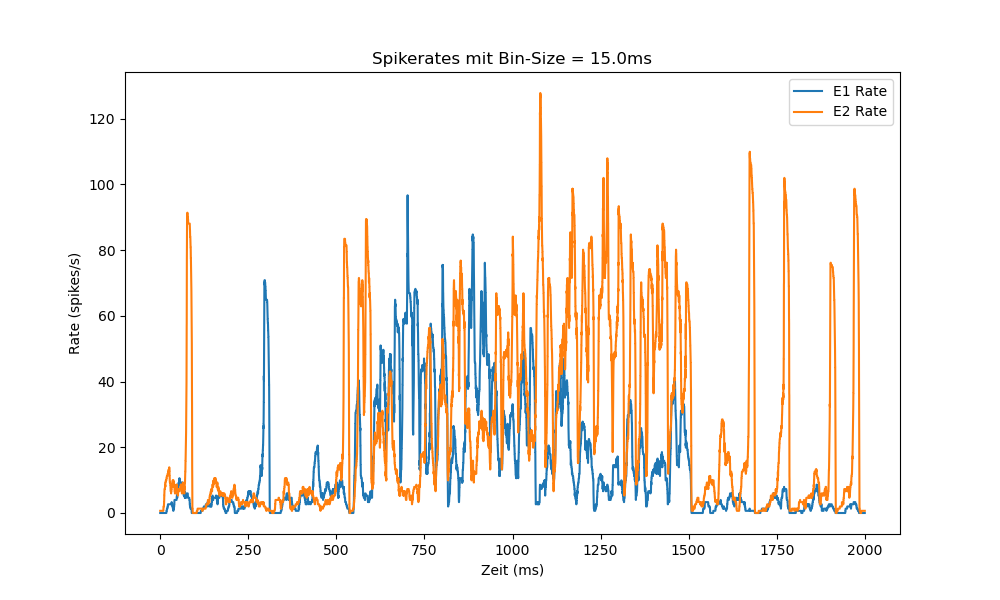 Spikerates mit Bin-Size = 15.0ms
E1 Rate
E2 Rate
120
100
80
60
40
20
0
Rate (spikes/s)
0 250 500 750 1000 1250 1500 1750 2000
Zeit (ms)